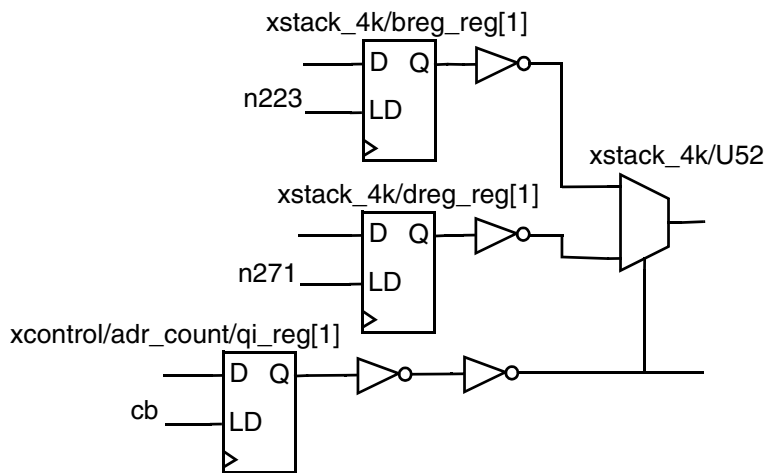 xstack_4k/breg_reg[1]
D Q
n223
LD
xstack_4k/U52
xstack_4k/dreg_reg[1]
D Q
n271
LD
xcontrol/adr_count/qi_reg[1]
D Q
cb
LD